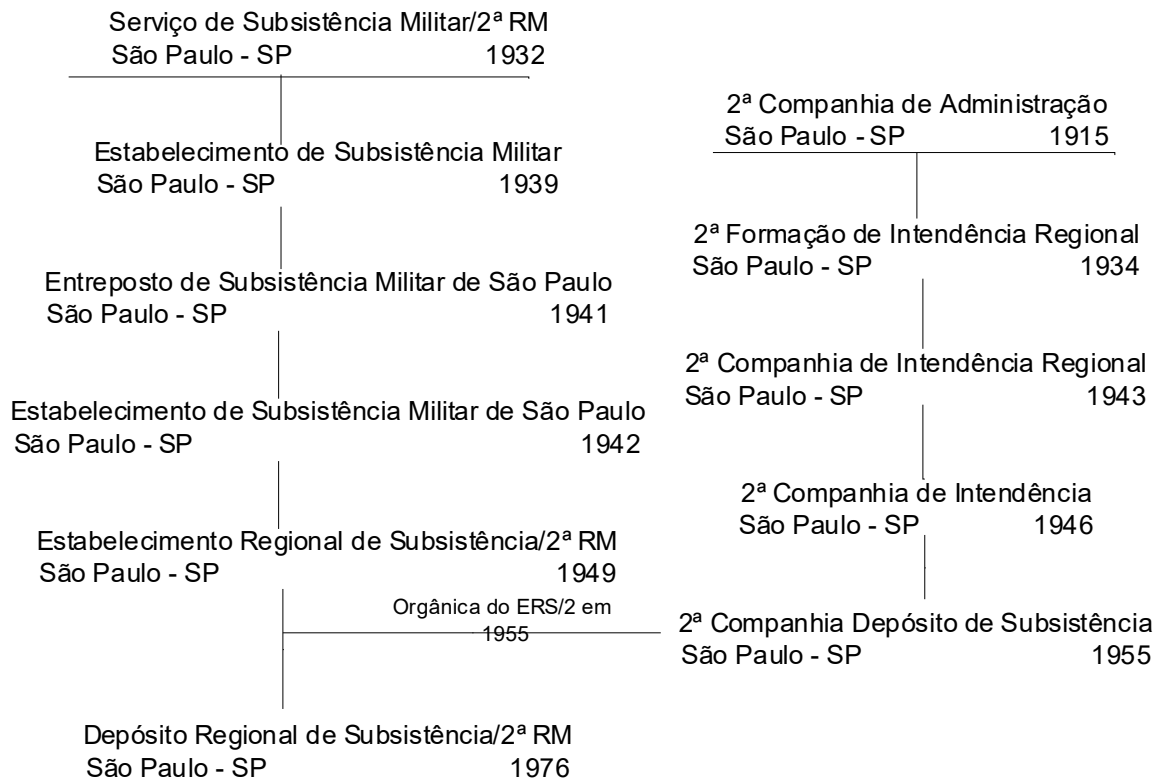 Serviço de Subsistência Militar/2ª RM
São Paulo - SP 1932
Estabelecimento de Subsistência Militar
São Paulo - SP 1939
Entreposto de Subsistência Militar de São Paulo
São Paulo - SP 1941
Estabelecimento de Subsistência Militar de São Paulo
São Paulo - SP 1942
Estabelecimento Regional de Subsistência/2ª RM
São Paulo - SP 1949
Orgânica do ERS/2 em
1955
Depósito Regional de Subsistência/2ª RM
São Paulo - SP 1976
2ª Companhia de Administração
São Paulo - SP 1915
2ª Formação de Intendência Regional
São Paulo - SP 1934
2ª Companhia de Intendência Regional
São Paulo - SP 1943
2ª Companhia de Intendência
São Paulo - SP 1946
2ª Companhia Depósito de Subsistência
São Paulo - SP 1955